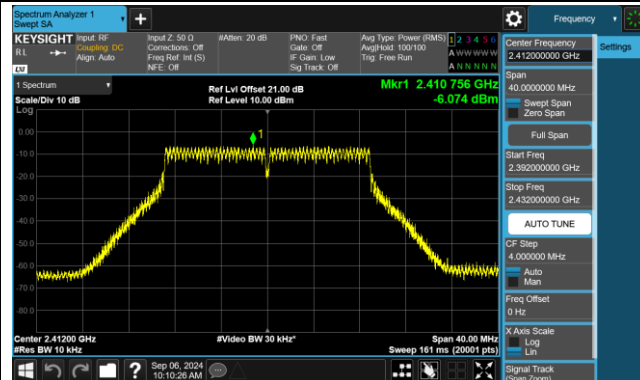 Spectrum Analyzer 1
Swept SA
Frequency
KEYSIGHT
Input: RF
Coupling: DC
Align: Auto
Input Z: 50 Ω
Corrections: Off
Freq Ref: Int (S)
NFE: Off
#Atten: 20 dB
PNO: Fast
Gate: Off
IF Gain: Low
Sig Track: Off
Avg Type: Power (RMS)
Avg|Hold: 100/100
Trig: Free Run
1 2 3 4 5 6
A W W W W W
A N N N N N
RL
LNI
1 Spectrum
Scale/Div 10 dB
Log
Ref Lvl Offset 21.00 dB
Ref Level 10.00 dBm
Mkr1 2.410 756 GHz
-6.074 dBm
1
0.00
-10.0
-20.0
-30.0
-40.0
-50.0
-60.0
-70.0
-80.0
Center 2.41200 GHz
#Res BW 10 kHz
#Video BW 30 kHz*
Span 40.00 MHz
Sweep 161 ms (20001 pts)
Sep 06, 2024
10:10:26 AM
?
Center Frequency
2.412000000 GHz
Span
40.0000000 MHz
Swept Span
Zero Span
Full Span
Start Freq
2.392000000 GHz
Stop Freq
2.432000000 GHz
AUTO TUNE
CF Step
4.000000 MHz
Auto
Man
Freq Offset
0 Hz
X Axis Scale
Log
Lin
Signal Track
(Span Zoom)
Settings